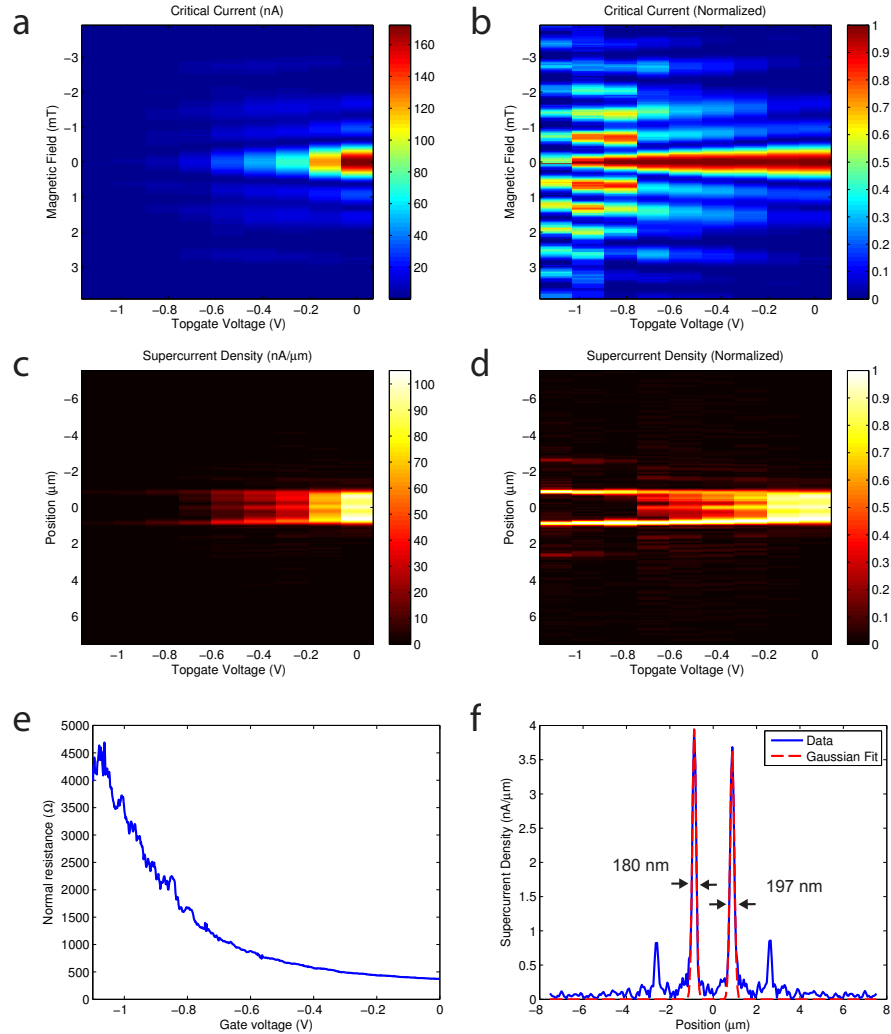 a
Critical Current (nA)
−3
−2
−1
0
1
2
3
Magnetic Field (mT)
−1 −0.8 −0.6 −0.4 −0.2 0
Topgate Voltage (V)
160
140
120
100
80
60
40
20
b
Critical Current (Normalized)
−3
−2
−1
0
1
2
3
Magnetic Field (mT)
−1 −0.8 −0.6 −0.4 −0.2 0
Topgate Voltage (V)
1
0.9
0.8
0.7
0.6
0.5
0.4
0.3
0.2
0.1
0
c
Supercurrent Density (nA/μm)
−6
−4
−2
0
2
4
6
Position (μm)
−1 −0.8 −0.6 −0.4 −0.2 0
Topgate Voltage (V)
100
90
80
70
60
50
40
30
20
10
0
d
Supercurrent Density (Normalized)
−6
−4
−2
0
2
4
6
Position (μm)
−1 −0.8 −0.6 −0.4 −0.2 0
Topgate Voltage (V)
1
0.9
0.8
0.7
0.6
0.5
0.4
0.3
0.2
0.1
0
e
5000
4500
4000
3500
3000
2500
2000
1500
1000
500
0
Normal resistance (Ω)
−1 −0.8 −0.6 −0.4 −0.2 0
Gate voltage (V)
f
4
3.5
3
2.5
2
1.5
1
0.5
0
Supercurrent Density (nA/μm)
Data
Gaussian Fit
180 nm
197 nm
−8 −6 −4 −2 0 2 4 6 8
Position (μm)